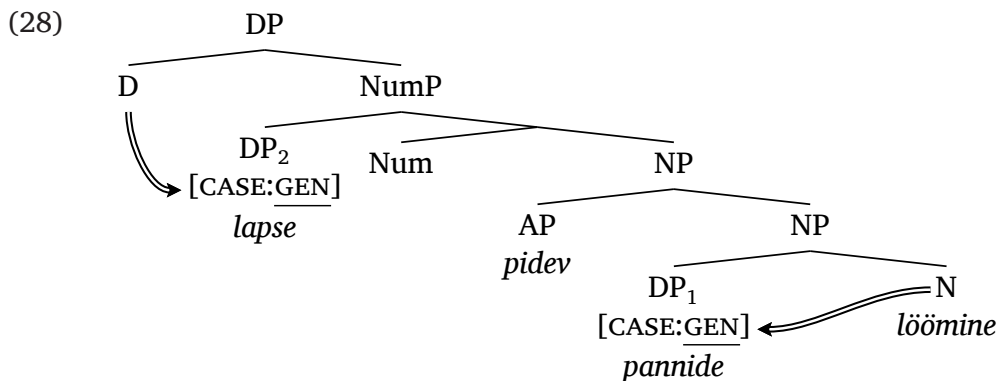 (28) DP
D NumP
DP₂ Num NP
[CASE:GEN]
lapse AP NP
pidev
DP₁ N
[CASE:GEN] löömine
pannide